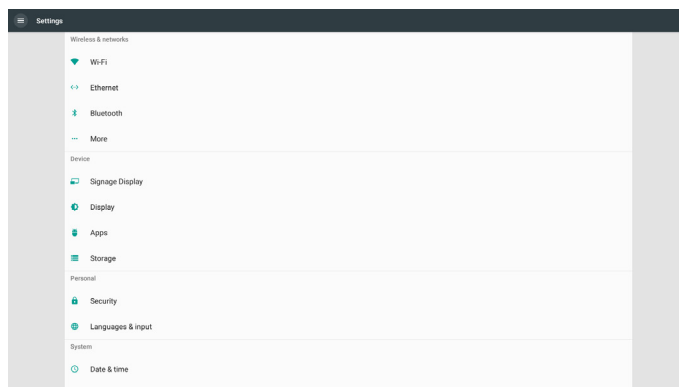 Settings
Wireless & networks
Wi-Fi
Ethernet
Bluetooth
More
Device
Signage Display
Display
Apps
Storage
Personal
Security
Languages & input
System
Date & time